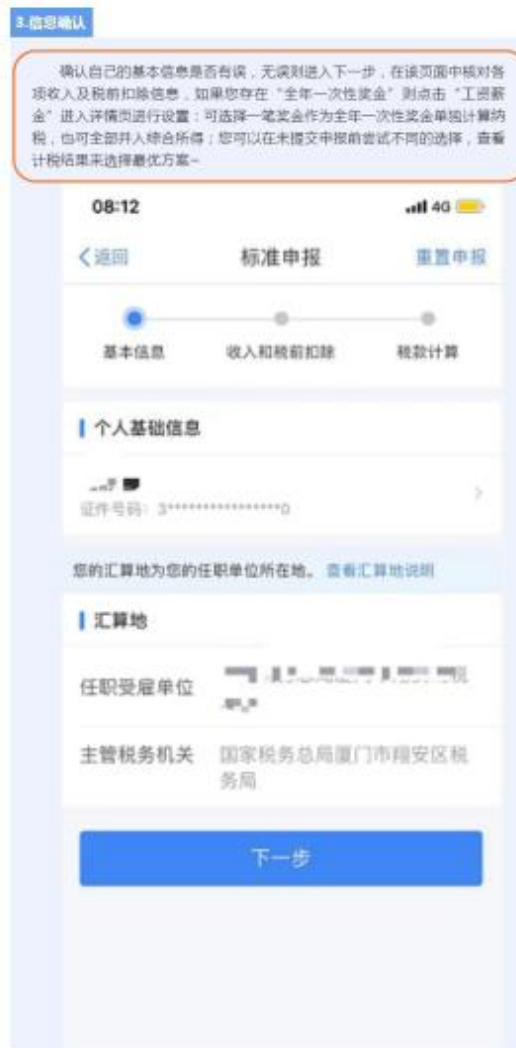 3.信息确认
确认自己的基本信息是否有误，无误则进入下一步，在该页面中核对各
项收入及税前扣除信息，如果您存在“全年一次性奖金”则点击“工资薪
金”进入详情页进行设置：可选择一笔奖金作为全年一次性奖金单独计算纳
税，也可全部并入综合所得；您可以在未提交申报前尝试不同的选择，查看
计税结果来选择最优方案~
08:12 4G
返回 标准申报 重置申报
基本信息 收入和税前扣除 税款计算
个人基础信息
证件号码：3****************0
您的汇算地为您的任职单位所在地。 查看汇算地说明
汇算地
任职受雇单位
主管税务机关 国家税务总局厦门市翔安区税
务局
下一步